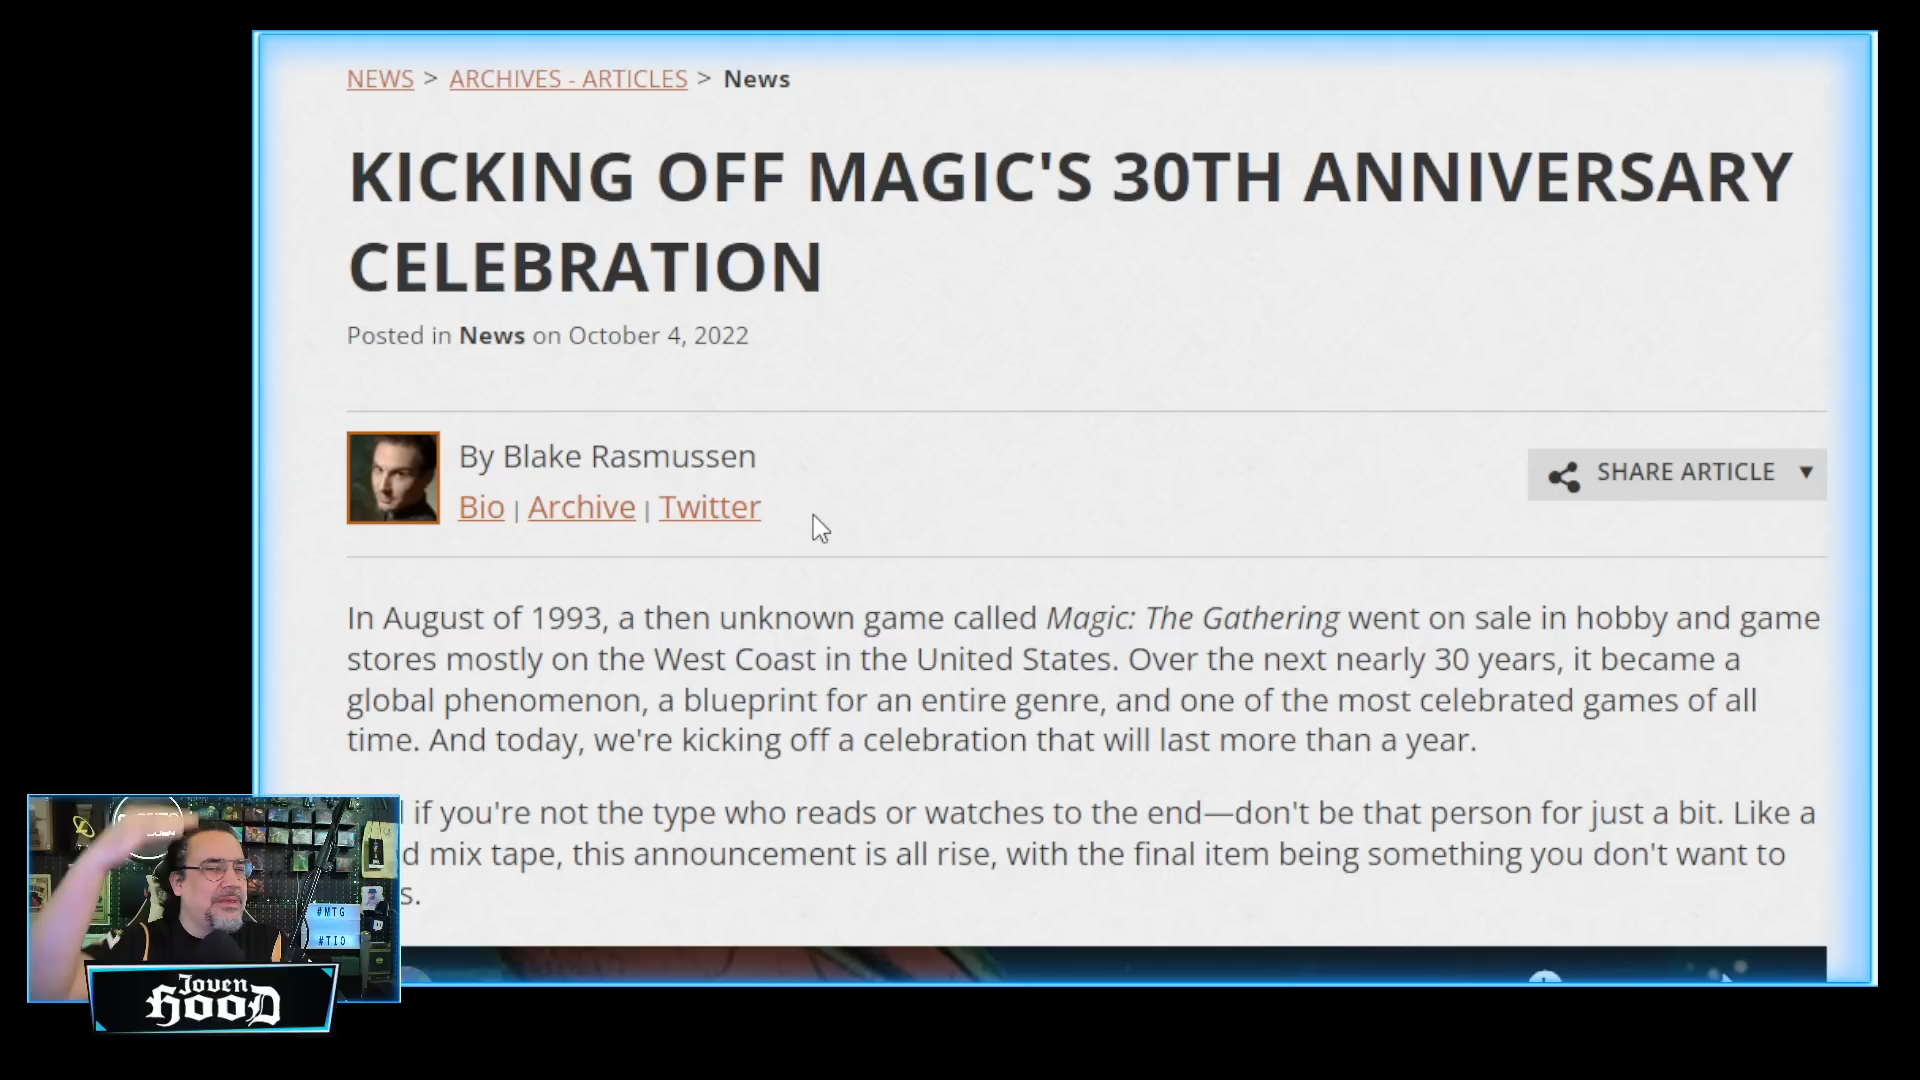 NEWS > ARCHIVES - ARTICLES > News
KICKING OFF MAGIC'S 30TH ANNIVERSARY
CELEBRATION
Posted in News on October 4, 2022
By Blake Rasmussen
Bio | Archive | Twitter
SHARE ARTICLE
In August of 1993, a then unknown game called Magic: The Gathering went on sale in hobby and game
stores mostly on the West Coast in the United States. Over the next nearly 30 years, it became a
global phenomenon, a blueprint for an entire genre, and one of the most celebrated games of all
time. And today, we're kicking off a celebration that will last more than a year.
if you're not the type who reads or watches to the end—don't be that person for just a bit. Like a
d mix tape, this announcement is all rise, with the final item being something you don't want to
s.
#MTG
#TIO
Joven
HOOD